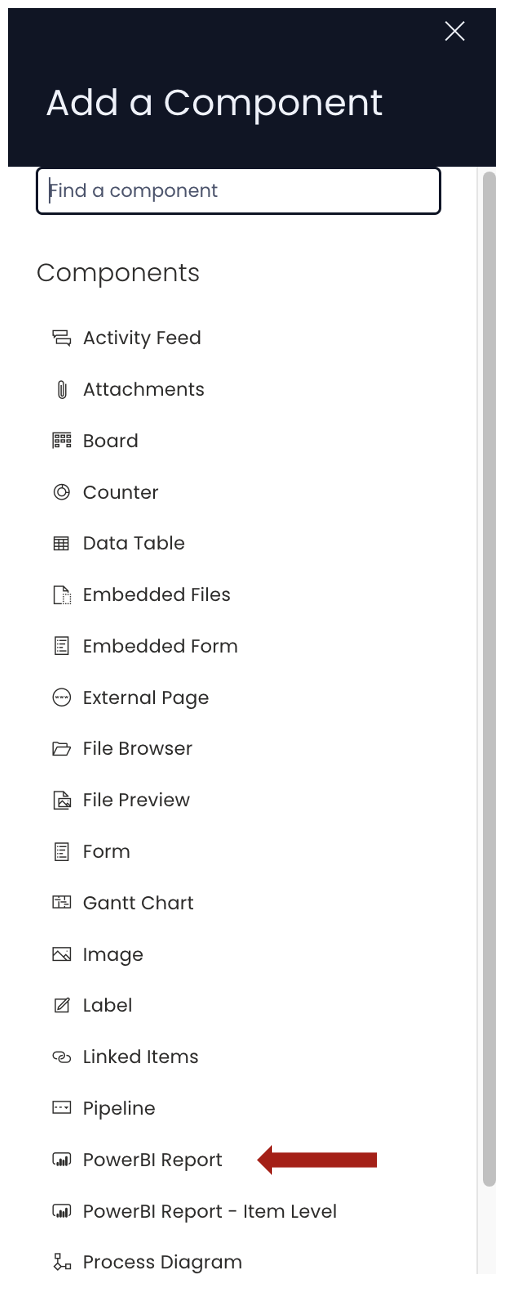 Add a Component
Find a component
Components
Activity Feed
Attachments
Board
Counter
Data Table
Embedded Files
Embedded Form
External Page
File Browser
File Preview
Form
Gantt Chart
Image
Label
Linked Items
Pipeline
PowerBI Report
PowerBI Report - Item Level
Process Diagram